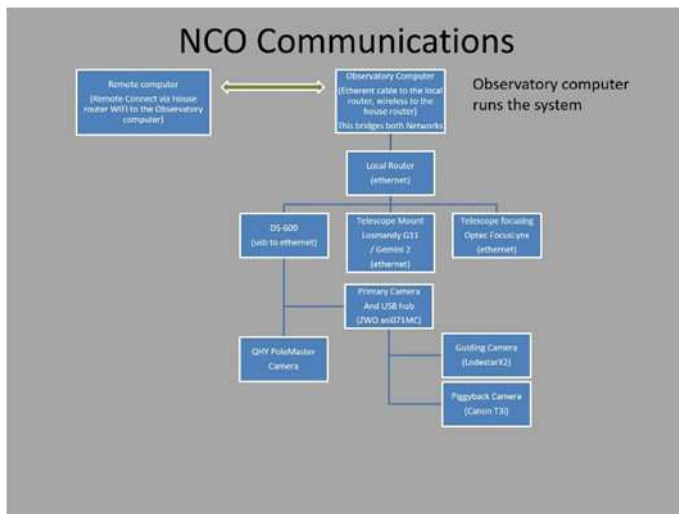 NCO Communications
Remote computer
(Remote Connect via House
router WIFI to the Observatory
computer)
Observatory Computer
(Etherent cable to the local
router, wireless to the
house router)
This bridges both Networks
Observatory computer
runs the system
Local Router
(ethernet)
DS-600
(usb to ethernet)
Telescope Mount
Losmandy G11
/ Gemini 2
(ethernet)
Telescope focusing
Optec FocusLynx
(ethernet)
Primary Camera
And USB hub
(ZWO asi071MC)
QHY PoleMaster
Camera
Guiding Camera
(LodestarX2)
Piggyback Camera
(Canon T3i)